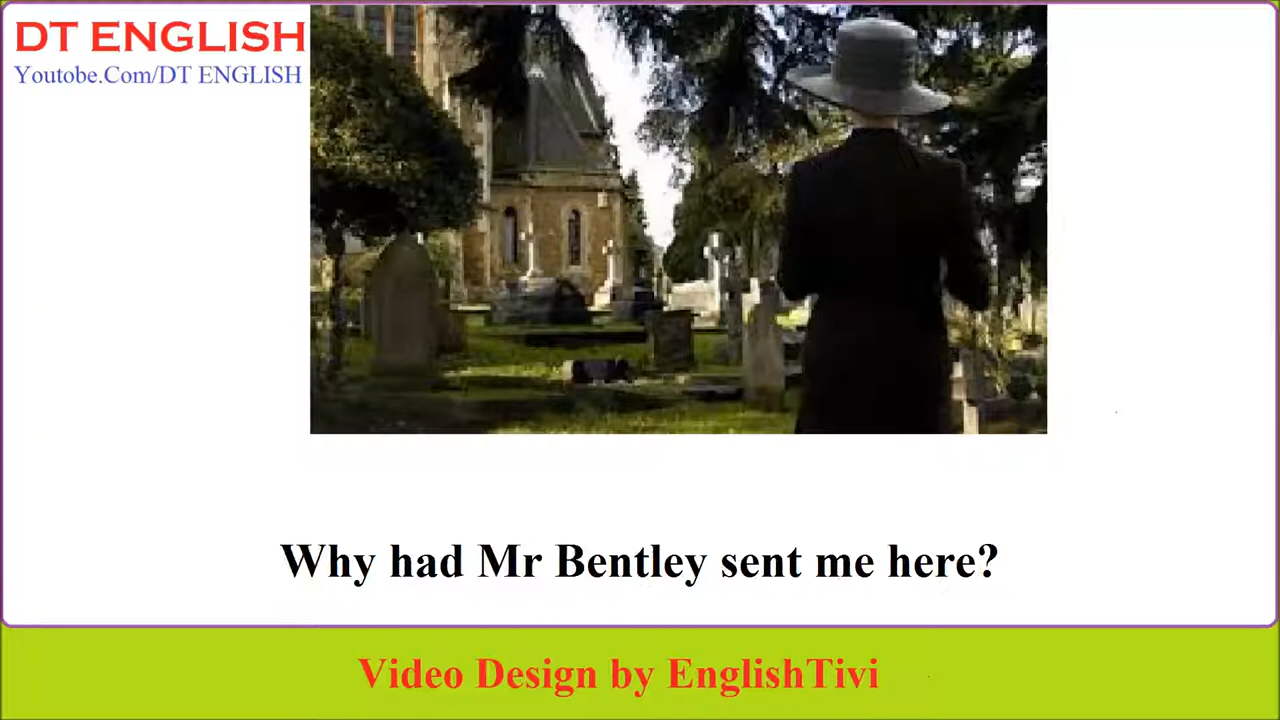 DT ENGLISH
Youtobe.Com/DT ENGLISH
Why had Mr Bentley sent me here?
Video Design by EnglishTivi